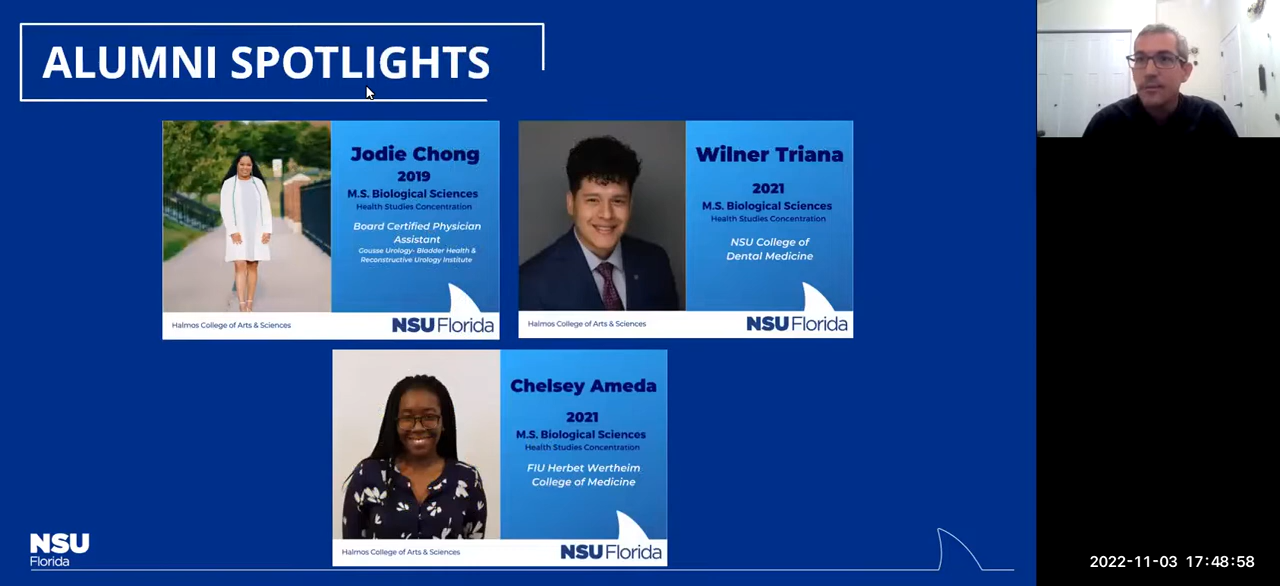 ALUMNI SPOTLIGHTS
Jodie Chong
2019
M.S. Biological Sciences
Health Studies Concentration
Board Certified Physician
Assistant
Gousse Urology- Bladder Health &
Reconstructive Urology Institute
Halmos College of Arts & Sciences
NSU Florida
Wilner Triana
2021
M.S. Biological Sciences
Health Studies Concentration
NSU College of
Dental Medicine
Halmos College of Arts & Sciences
NSU Florida
Chelsey Ameda
2021
M.S. Biological Sciences
Health Studies Concentration
FIU Herbet Wertheim
College of Medicine
Halmos College of Arts & Sciences
NSU Florida
NSU
Florida
2022-11-03 17:48:58